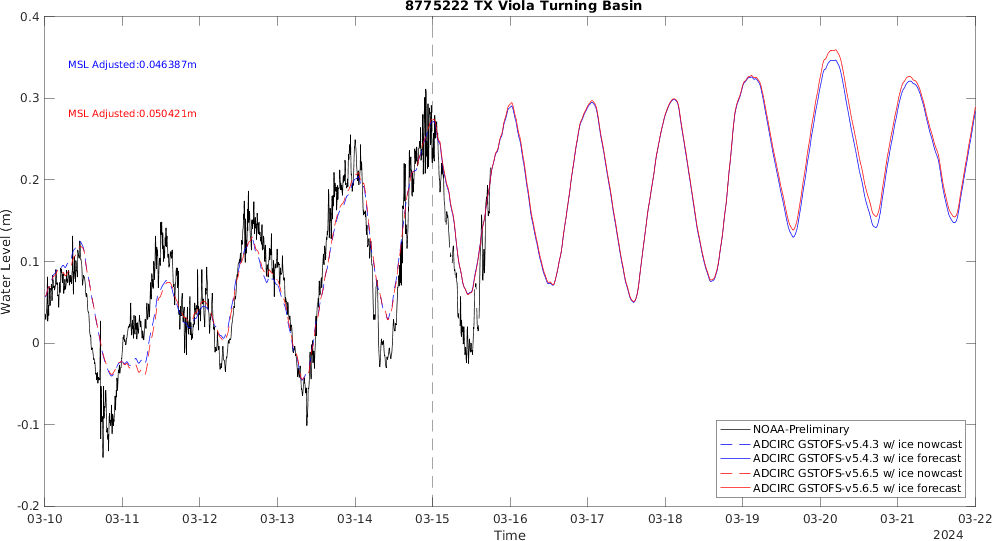 8775222 TX Viola Turning Basin
0.4
0.3
0.2
0.1
0
-0.1
-0.2
Water Level (m)
MSL Adjusted:0.046387m
MSL Adjusted:0.050421m
NOAA-Preliminary
ADCIRC GSTOFS-v5.4.3 w/ ice nowcast
ADCIRC GSTOFS-v5.4.3 w/ ice forecast
ADCIRC GSTOFS-v5.6.5 w/ ice nowcast
ADCIRC GSTOFS-v5.6.5 w/ ice forecast
03-10 03-11 03-12 03-13 03-14 03-15 03-16 03-17 03-18 03-19 03-20 03-21 03-22
Time
2024